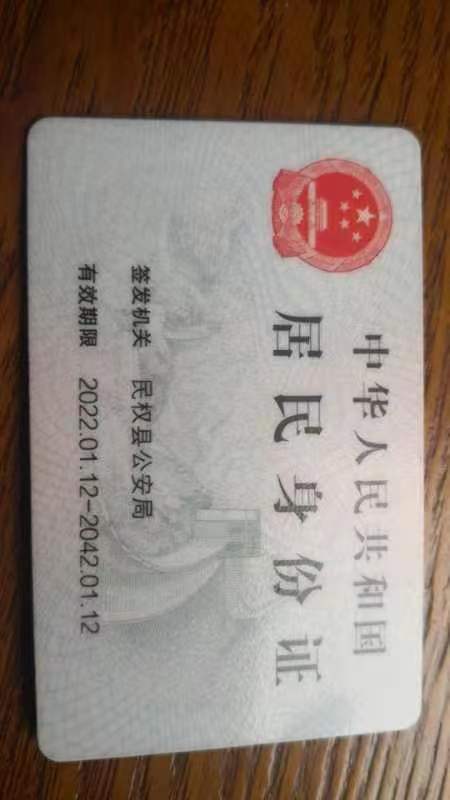 中华人民共和国
居民身份证
签发机关 民权县公安局
有效期限 2022.01.12-2042.01.12